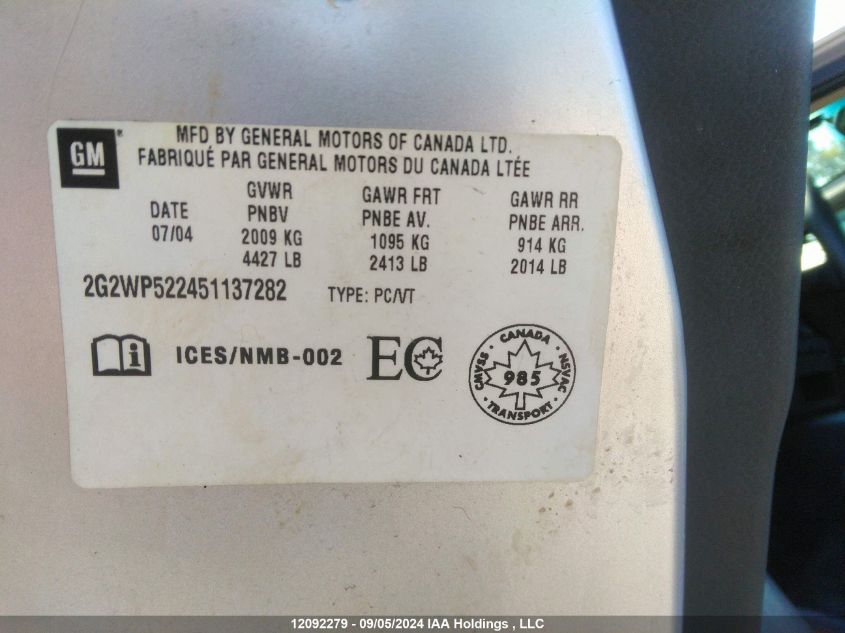 GM
MFD BY GENERAL MOTORS OF CANADA LTD.
FABRIQUÉ PAR GENERAL MOTORS DU CANADA LTÉE
DATE
07/04
GVWR
PNBV
2009 KG
4427 LB
GAWR FRT
PNBE AV.
1095 KG
2413 LB
GAWR RR
PNBE ARR.
914 KG
2014 LB
2G2WP522451137282 TYPE: PC/VT
ICES/NMB-002 EC
CANADA
CMVSS 985 NSVAC
TRANSPORT
12092279 - 09/05/2024 IAA Holdings , LLC